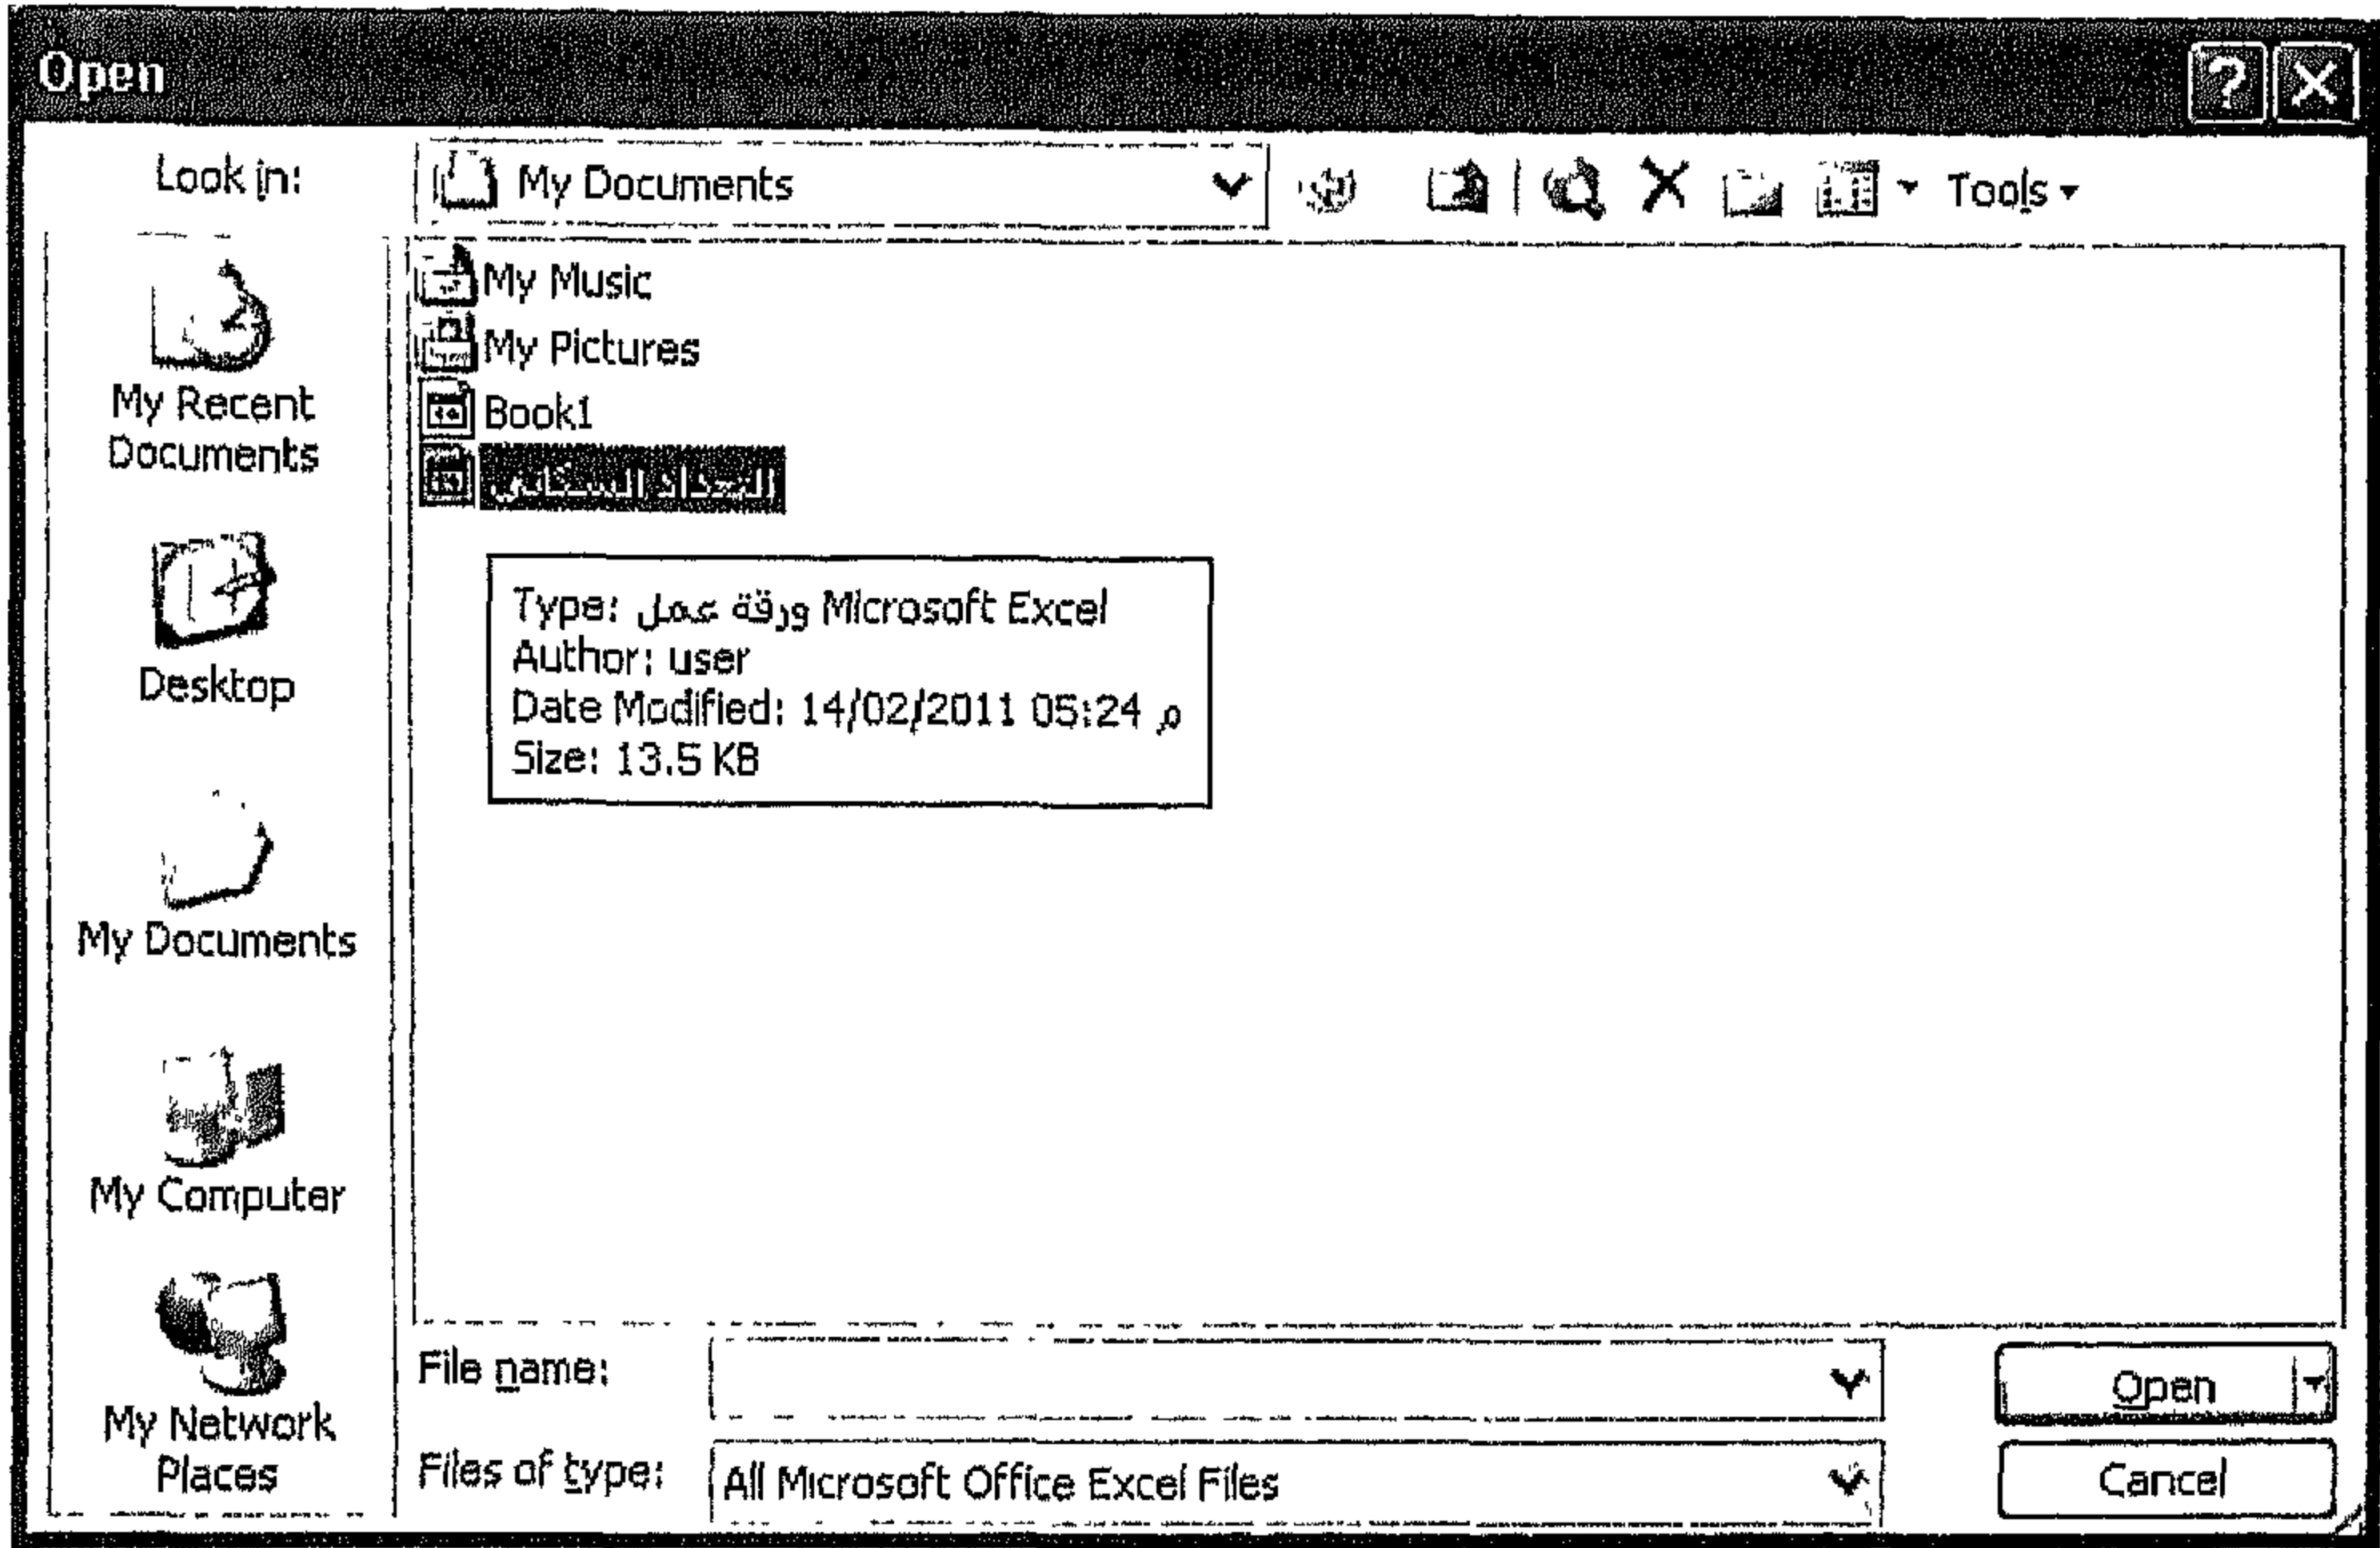 Open
Look in:
My Documents
Tools
My Recent
Documents
Desktop
My Documents
My Computer
My Network
Places
My Music
My Pictures
Book1
Type: ورقة عمل Microsoft Excel
Author: user
Date Modified: 14/02/2011 05:24 م
Size: 13.5 KB
File name:
Open
Files of type:
All Microsoft Office Excel Files
Cancel